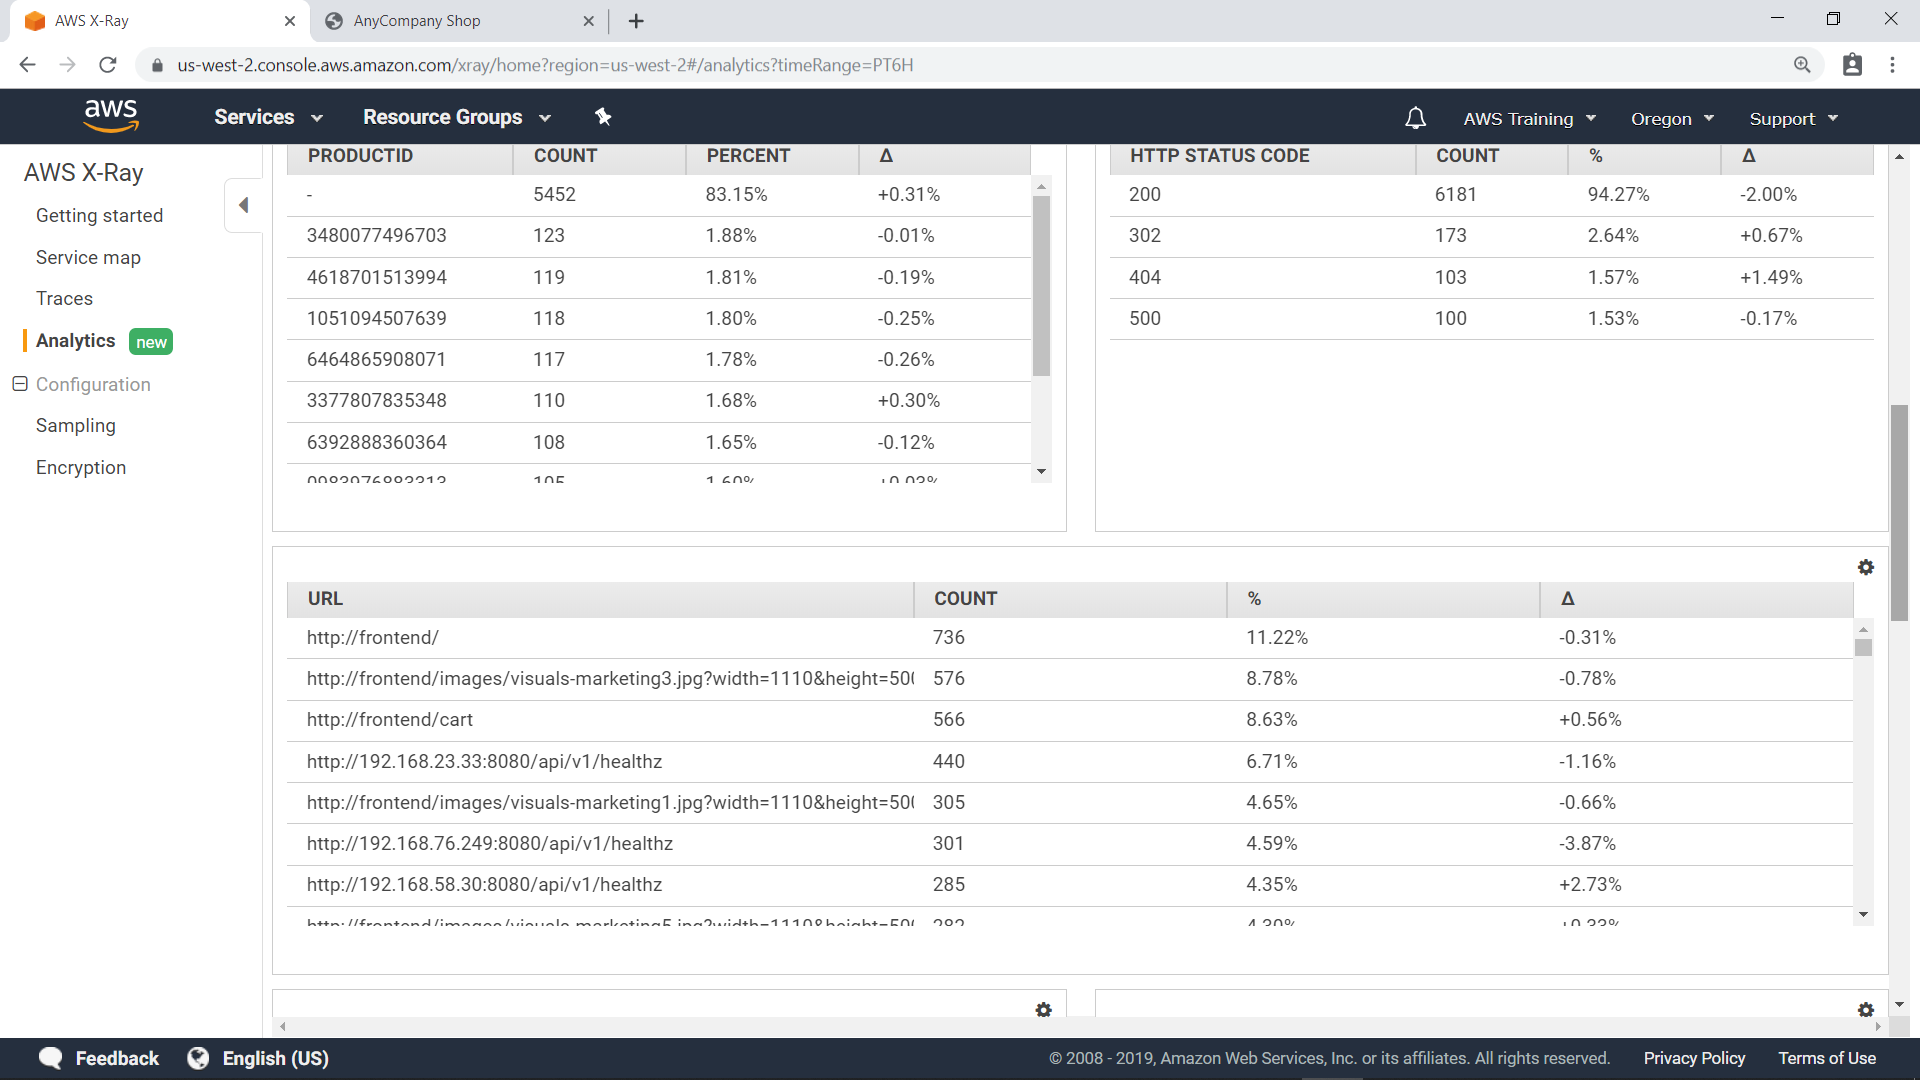 AWS X-Ray
AnyCompany Shop
us-west-2.console.aws.amazon.com/xray/home?region=us-west-2#/analytics?timeRange=PT6H
aws
Services
Resource Groups
AWS Training
Oregon
Support
AWS X-Ray
Getting started
Service map
Traces
Analytics new
Configuration
Sampling
Encryption
PRODUCTID COUNT PERCENT Δ
- 5452 83.15% +0.31%
3480077496703 123 1.88% -0.01%
4618701513994 119 1.81% -0.19%
1051094507639 118 1.80% -0.25%
6464865908071 117 1.78% -0.26%
3377807835348 110 1.68% +0.30%
6392888360364 108 1.65% -0.12%
HTTP STATUS CODE COUNT % Δ
200 6181 94.27% -2.00%
302 173 2.64% +0.67%
404 103 1.57% +1.49%
500 100 1.53% -0.17%
URL COUNT % Δ
http://frontend/ 736 11.22% -0.31%
http://frontend/images/visuals-marketing3.jpg?width=1110&height=500 576 8.78% -0.78%
http://frontend/cart 566 8.63% +0.56%
http://192.168.23.33:8080/api/v1/healthz 440 6.71% -1.16%
http://frontend/images/visuals-marketing1.jpg?width=1110&height=500 305 4.65% -0.66%
http://192.168.76.249:8080/api/v1/healthz 301 4.59% -3.87%
http://192.168.58.30:8080/api/v1/healthz 285 4.35% +2.73%
Feedback
English (US)
© 2008 - 2019, Amazon Web Services, Inc. or its affiliates. All rights reserved.
Privacy Policy
Terms of Use